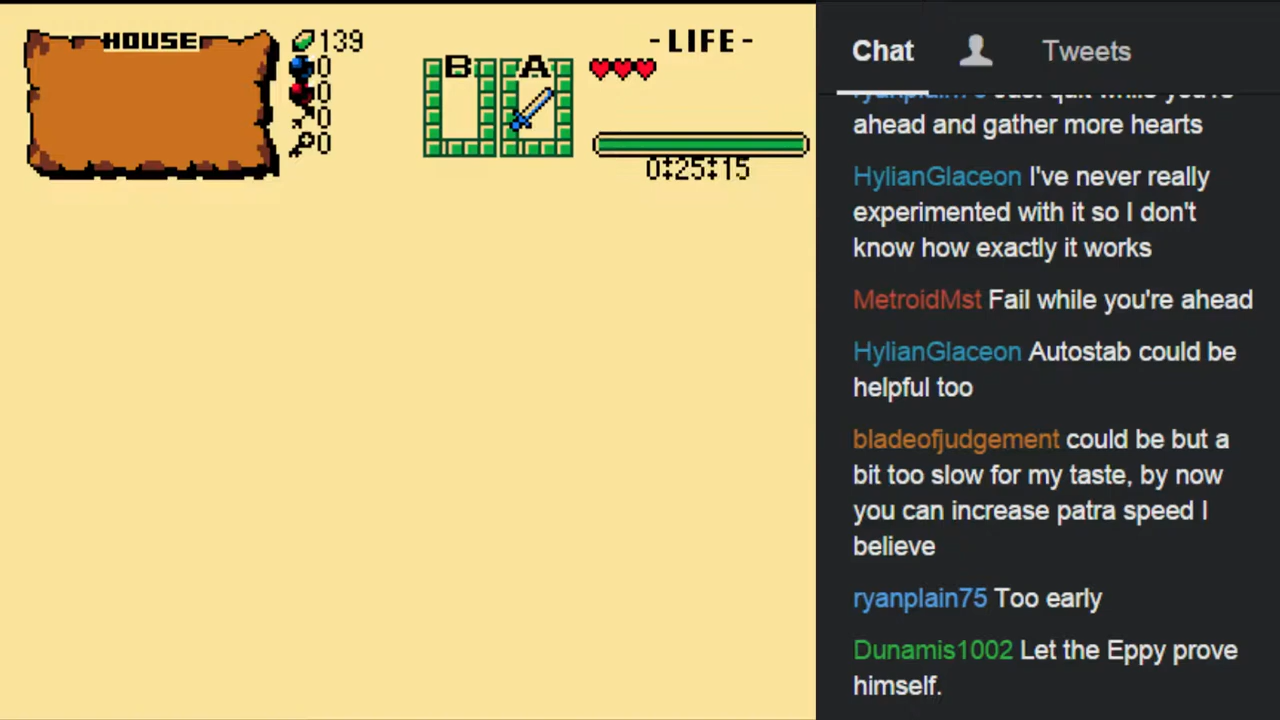 HOUSE
139
0
0
0
0
B
A
-LIFE-
0:25:15
Chat
Tweets
ahead and gather more hearts
HylianGlaceon I've never really
experimented with it so I don't
know how exactly it works
MetroidMst Fail while you're ahead
HylianGlaceon Autostab could be
helpful too
bladeofjudgement could be but a
bit too slow for my taste, by now
you can increase patra speed I
believe
ryanplain75 Too early
Dunamis1002 Let the Eppy prove
himself.